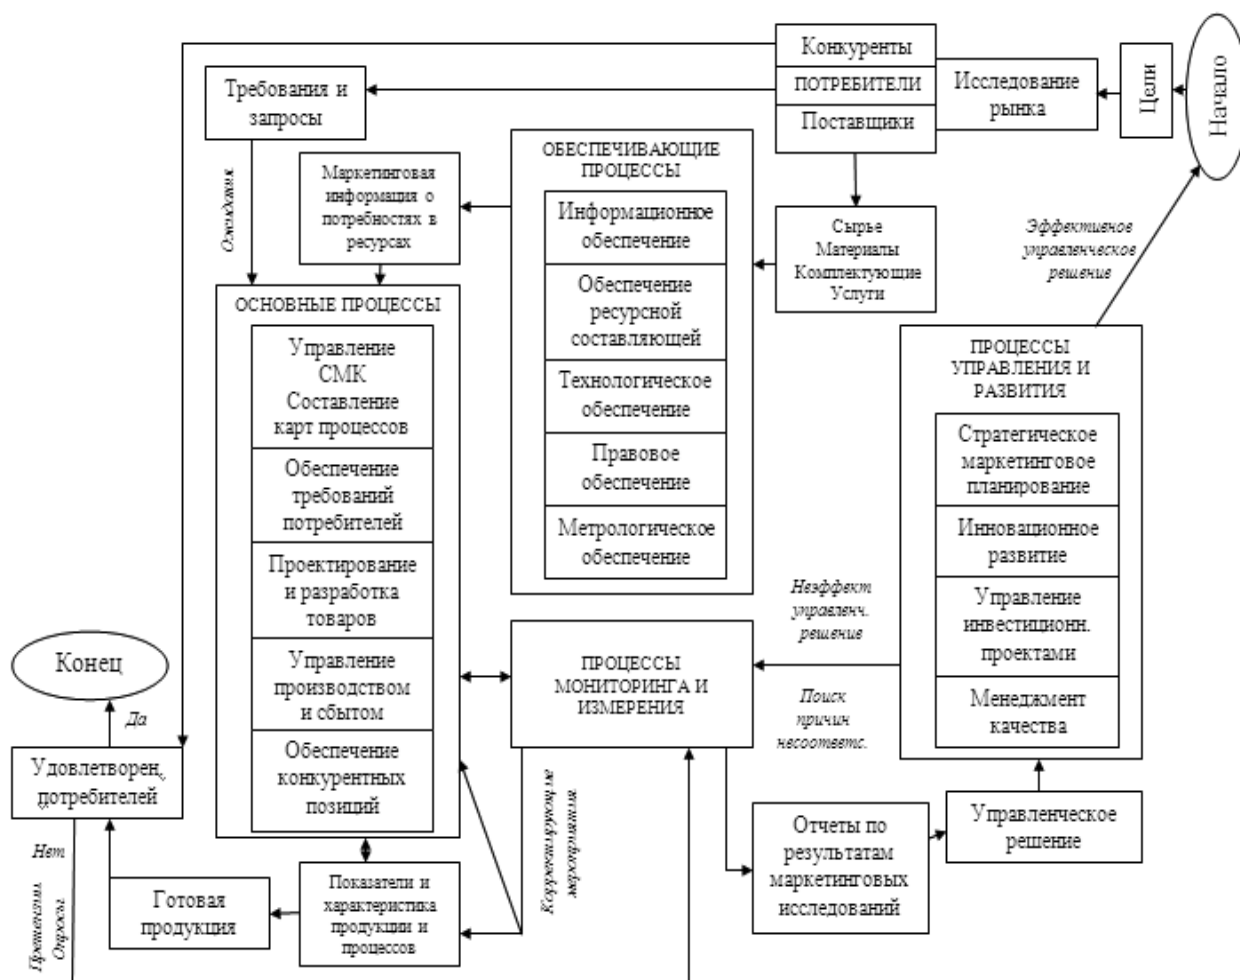 Конкуренты
ПОТРЕБИТЕЛИ
Поставщики
Исследование
рынка
Цели
Начало
Требования и
запросы
Ожидания
Маркетинговая
информация о
потребностях в
ресурсах
ОБЕСПЕЧИВАЮЩИЕ
ПРОЦЕССЫ
Информационное
обеспечение
Обеспечение
ресурсной
составляющей
Технологическое
обеспечение
Правовое
обеспечение
Метрологическое
обеспечение
Сырье
Материалы
Комплектующие
Услуги
Эффективное
управленческое
решение
ОСНОВНЫЕ ПРОЦЕССЫ
Управление
СМК
Составление
карт процессов
Обеспечение
требований
потребителей
Проектирование
и разработка
товаров
Управление
производством
и сбытом
Обеспечение
конкурентных
позиций
ПРОЦЕССЫ
УПРАВЛЕНИЯ И
РАЗВИТИЯ
Стратегическое
маркетинговое
планирование
Инновационное
развитие
Управление
инвестиционн.
проектами
Менеджмент
качества
Неэффект
управленч.
решение
Поиск
причин
несоответс.
ПРОЦЕССЫ
МОНИТОРИНГА И
ИЗМЕРЕНИЯ
Конец
Да
Удовлетворен.
потребителей
Нет
Претензии
Опросы
Готовая
продукция
Показатели и
характеристика
продукции и
процессов
Корректирующие
мероприятия
Отчеты по
результатам
маркетинговых
исследований
Управленческое
решение